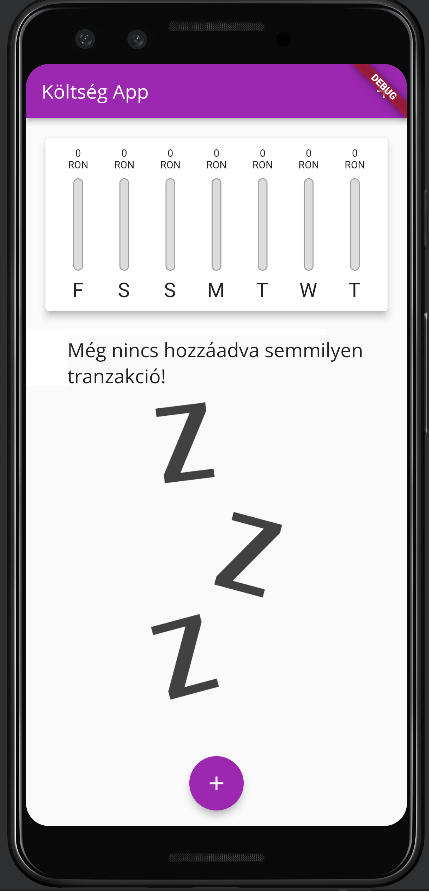 Költség App
DEBUG
0 0 0 0 0 0 0
RON RON RON RON RON RON RON
F S S M T W T
Még nincs hozzáadva semmilyen
tranzakció!
Z
Z
Z
+